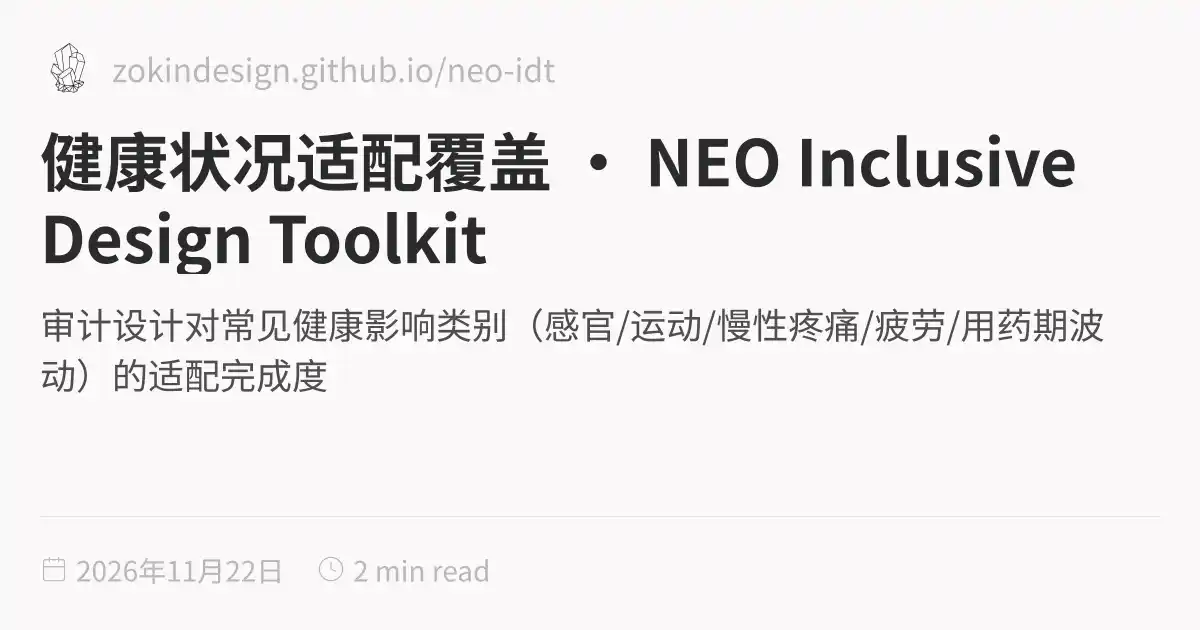 zokindesign.github.io/neo-idt
健康状况适配覆盖 • NEO Inclusive
Design Toolkit
审计设计对常见健康影响类别（感官/运动/慢性疼痛/疲劳/用药期波
动）的适配完成度
2026年11月22日 2 min read